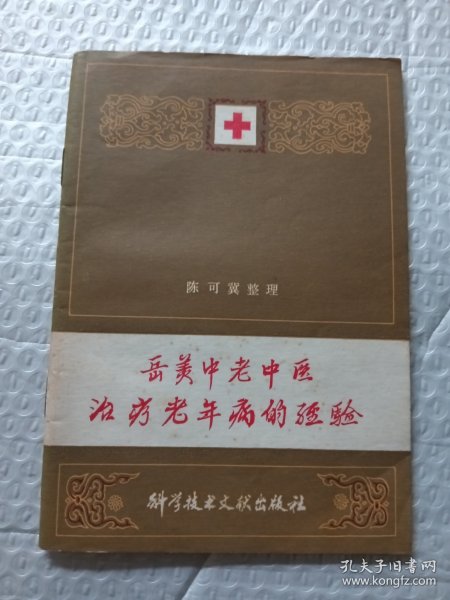 陈可冀整理
岳美中老中医
治疗老年病的经验
科学技术文献出版社
孔夫子旧书网
www.kongfz.com